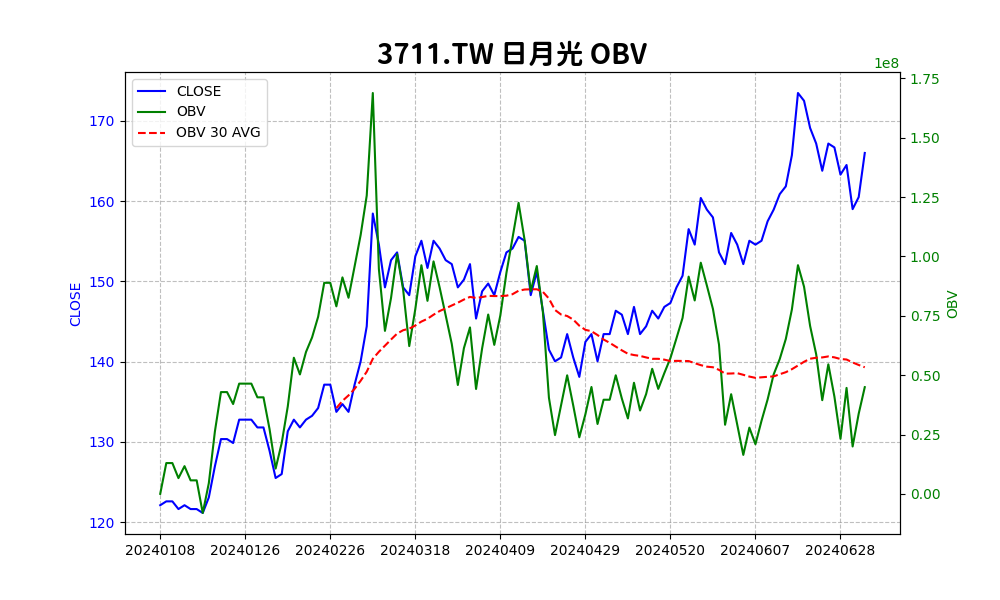 3711.TW 日月光 OBV
1e8
CLOSE
OBV
OBV 30 AVG
170
160
150
140
130
120
CLOSE
1.75
1.50
1.25
1.00
0.75
0.50
0.25
0.00
OBV
20240108 20240126 20240226 20240318 20240409 20240429 20240520 20240607 20240628